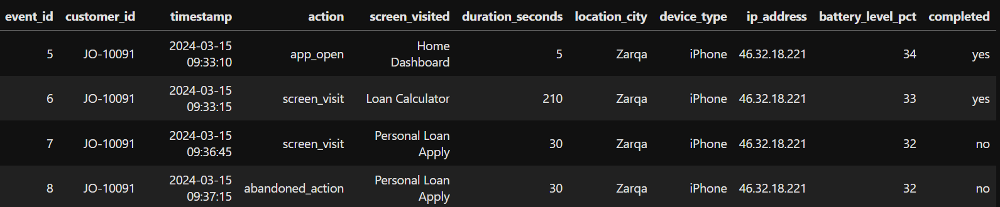 event_id customer_id timestamp action screen_visited duration_seconds location_city device_type ip_address battery_level_pct completed
5 JO-10091 2024-03-15 09:33:10 app_open Home Dashboard 5 Zarqa iPhone 46.32.18.221 34 yes
6 JO-10091 2024-03-15 09:33:15 screen_visit Loan Calculator 210 Zarqa iPhone 46.32.18.221 33 yes
7 JO-10091 2024-03-15 09:36:45 screen_visit Personal Loan Apply 30 Zarqa iPhone 46.32.18.221 32 no
8 JO-10091 2024-03-15 09:37:15 abandoned_action Personal Loan Apply 30 Zarqa iPhone 46.32.18.221 32 no